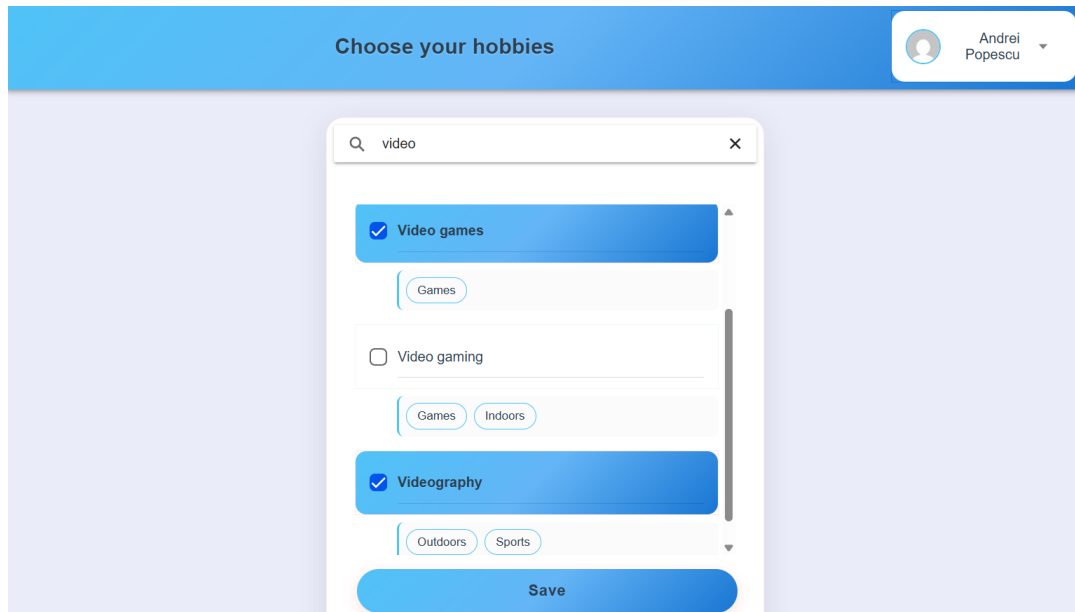 Choose your hobbies
Andrei
Popescu
video
Video games
Games
Video gaming
Games Indoors
Videography
Outdoors Sports
Save